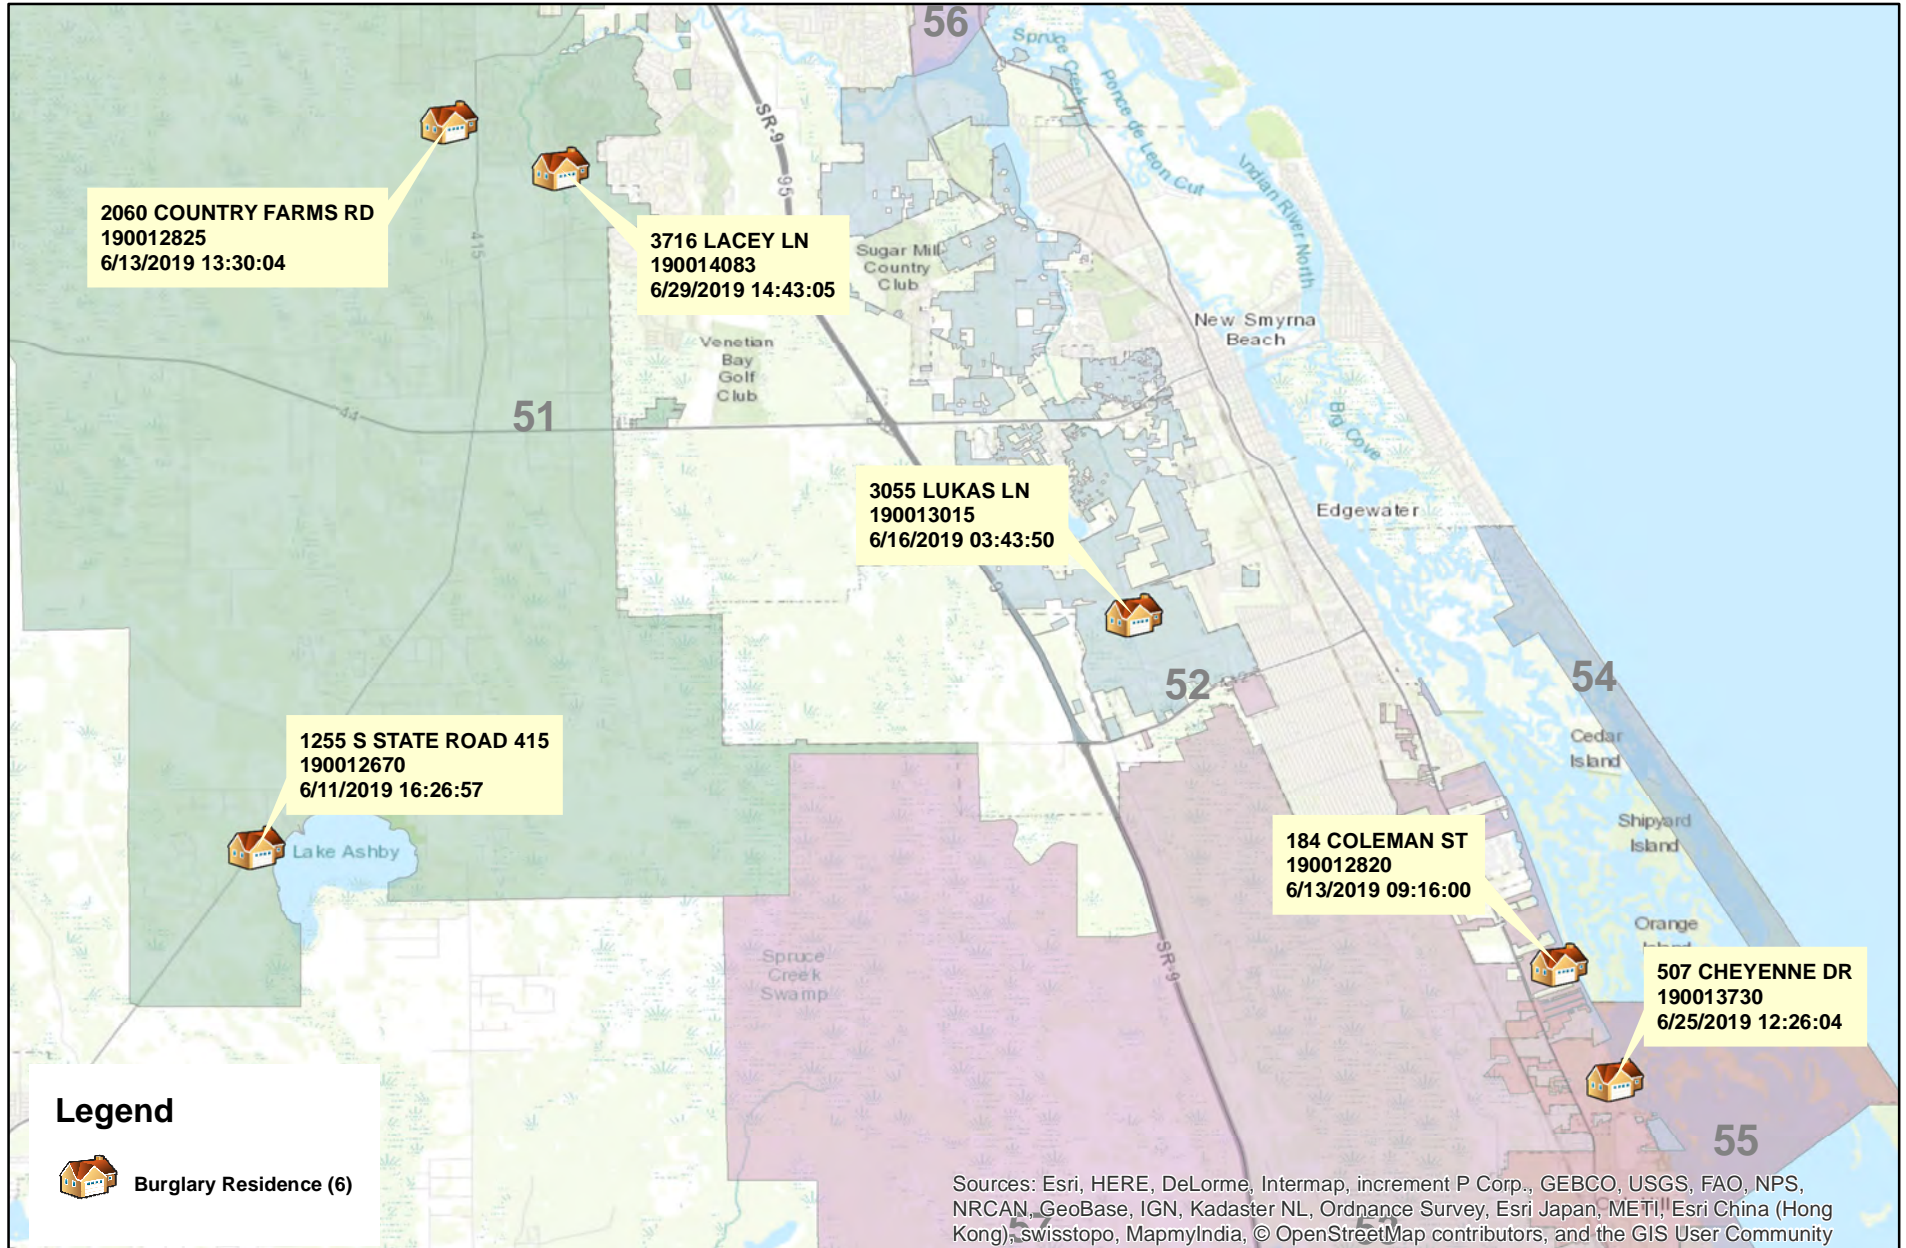 56
Spruce Creek
Ponce de Leon Cut
Indian River North
SR-9
95
2060 COUNTRY FARMS RD
190012825
6/13/2019 13:30:04
415
3716 LACEY LN
190014083
6/29/2019 14:43:05
Sugar Mill
Country
Club
New Smyrna
Beach
Venetian
Bay
Golf
Club
44
51
Big Cove
3055 LUKAS LN
190013015
6/16/2019 03:43:50
Edgewater
9
52
54
Cedar
Island
1255 S STATE ROAD 415
190012670
6/11/2019 16:26:57
Lake Ashby
Shipyard
Island
184 COLEMAN ST
190012820
6/13/2019 09:16:00
Orange
Spruce
Creek
Swamp
SR-9
507 CHEYENNE DR
190013730
6/25/2019 12:26:04
55
Legend
Burglary Residence (6)
57
53
Sources: Esri, HERE, DeLorme, Intermap, increment P Corp., GEBCO, USGS, FAO, NPS,
NRCAN, GeoBase, IGN, Kadaster NL, Ordnance Survey, Esri Japan, METI, Esri China (Hong
Kong), swisstopo, MapmyIndia, © OpenStreetMap contributors, and the GIS User Community